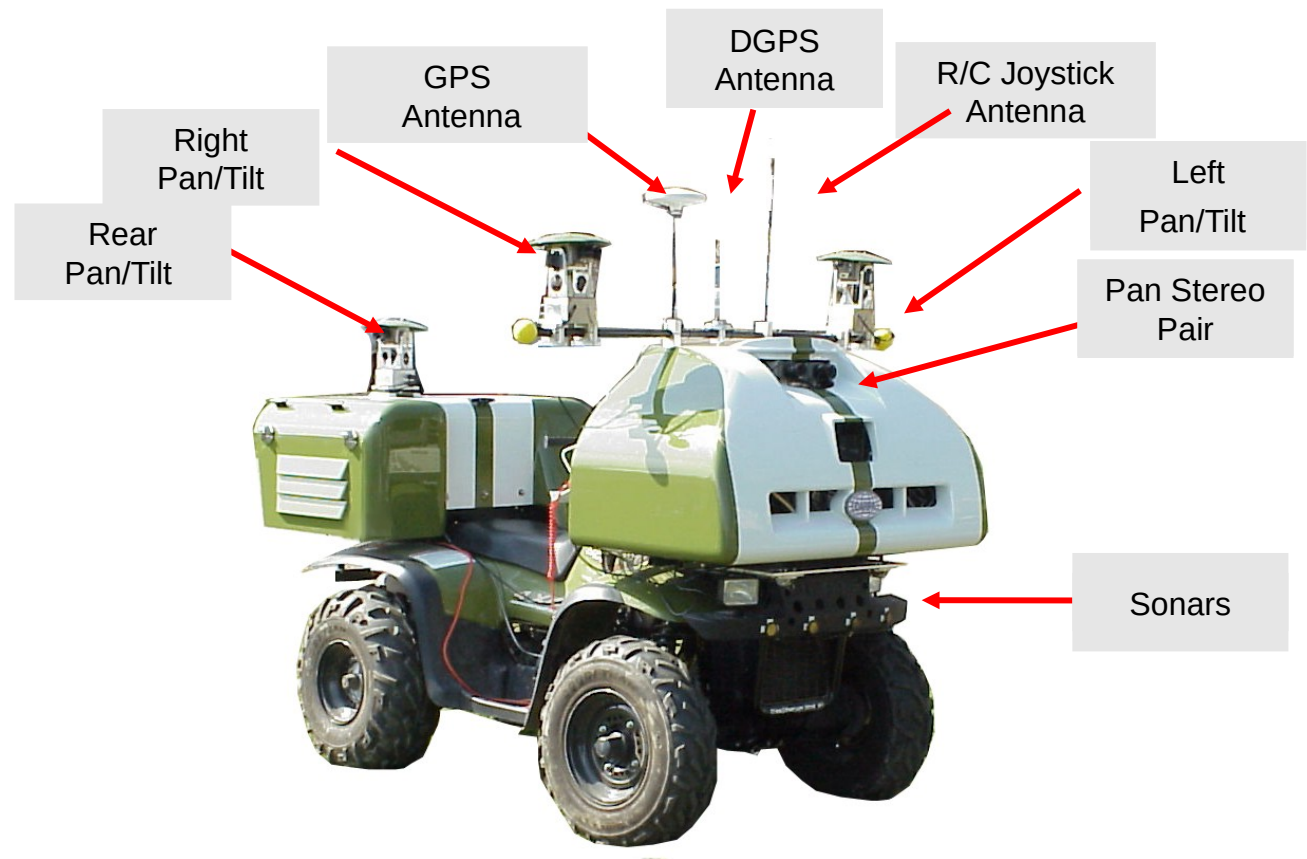 DGPS
Antenna
GPS
Antenna
R/C Joystick
Antenna
Right
Pan/Tilt
Left
Pan/Tilt
Rear
Pan/Tilt
Pan Stereo
Pair
Sonars